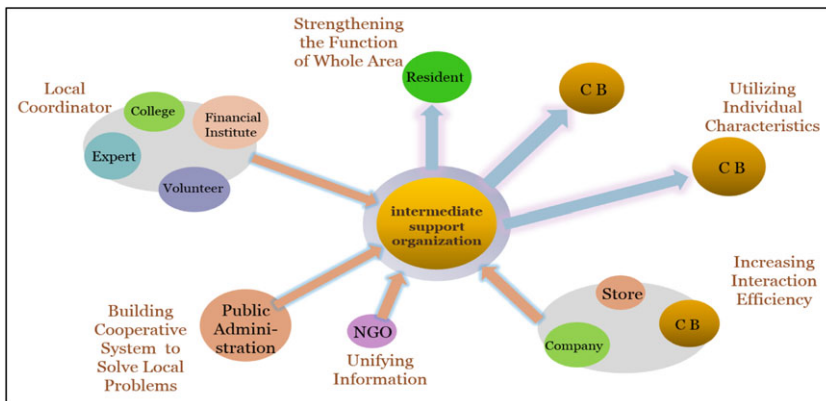 Strengthening
the Function
of Whole Area
Resident
C B
Utilizing
Individual
Characteristics
C B
Local
Coordinator
College
Financial
Institute
Expert
Volunteer
intermediate
support
organization
Building
Cooperative
System to
Solve Local
Problems
Public
Admini-
stration
NGO
Unifying
Information
Store
C B
Company
Increasing
Interaction
Efficiency